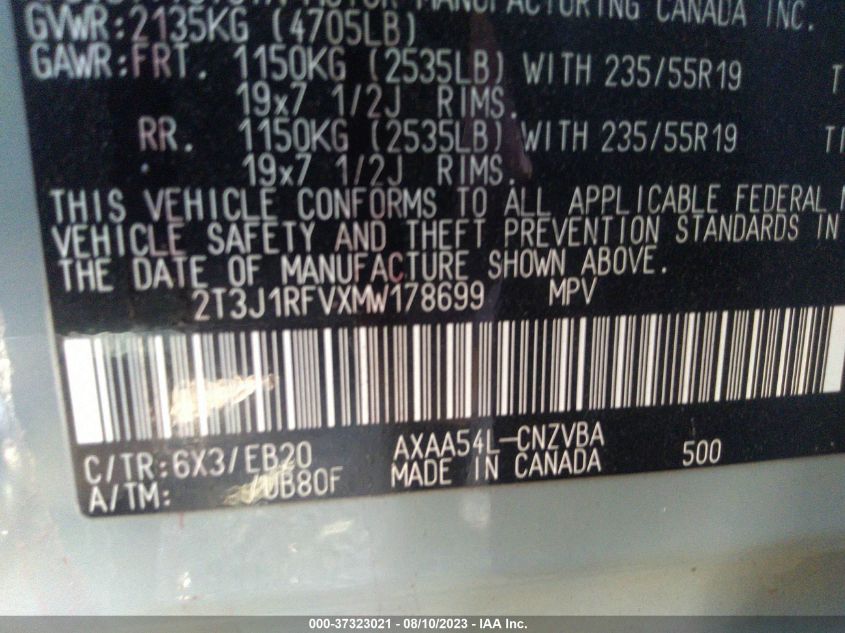 MANUFACTURING CANADA INC.
GVWR:2135KG (4705LB)
GAWR:FRT. 1150KG (2535LB) WITH 235/55R19
19x7 1/2J RIMS.
RR. 1150KG (2535LB) WITH 235/55R19
19x7 1/2J RIMS.
THIS VEHICLE CONFORMS TO ALL APPLICABLE FEDERAL
VEHICLE SAFETY AND THEFT PREVENTION STANDARDS IN
THE DATE OF MANUFACTURE SHOWN ABOVE.
2T3J1RFVXMW178699 MPV
C/TR:6X3/EB20 AXAA54L-CNZVBA 500
A/TM: /UB80F MADE IN CANADA
000-37323021 - 08/10/2023 - IAA Inc.